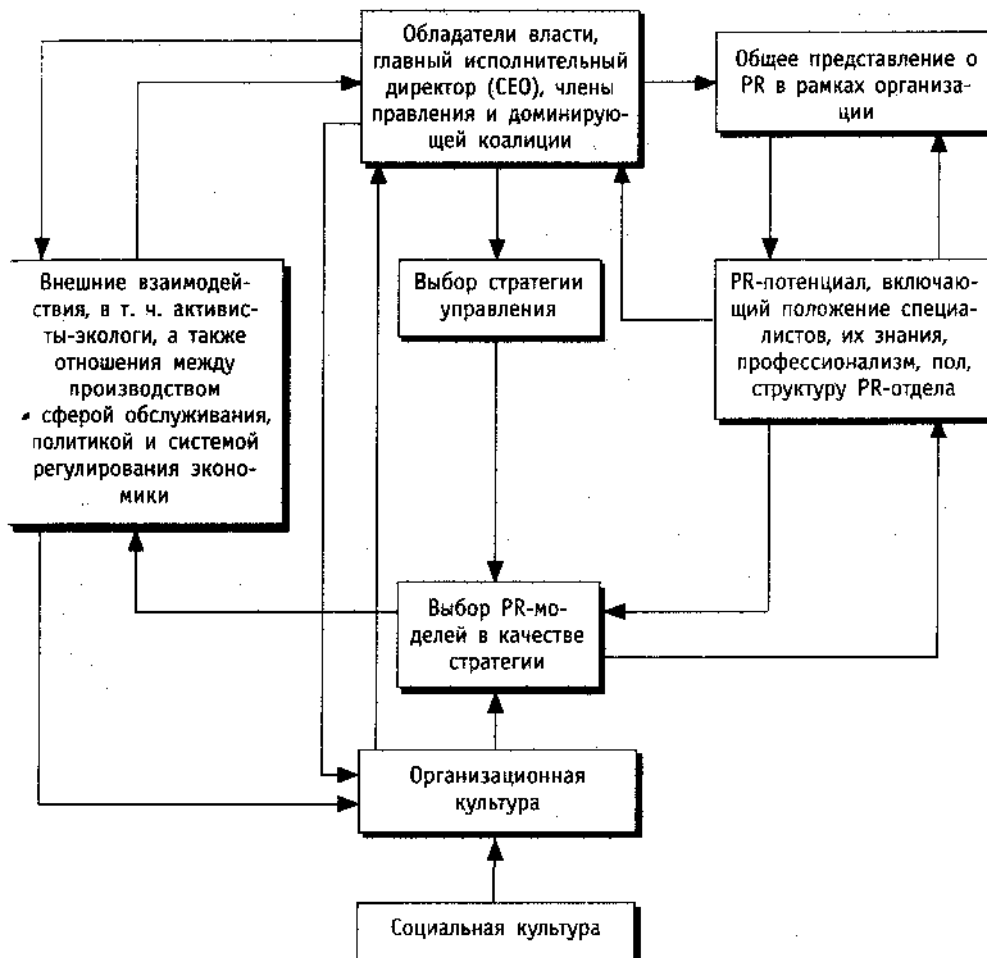 Обладатели власти,
главный исполнительный
директор (CEO), члены
правления и доминирую-
щей коалиции
Общее представление о
PR в рамках организа-
ции
Внешние взаимодей-
ствия, в т. ч. активис-
ты-экологи, а также
отношения между
производством
сферой обслуживания,
политикой и системой
регулирования эконо-
мики
Выбор стратегии
управления
PR-потенциал, включаю-
щий положение специа-
листов, их знания,
профессионализм, пол,
структуру PR-отдела
Выбор PR-мо-
делей в качестве
стратегии
Организационная
культура
Социальная культура